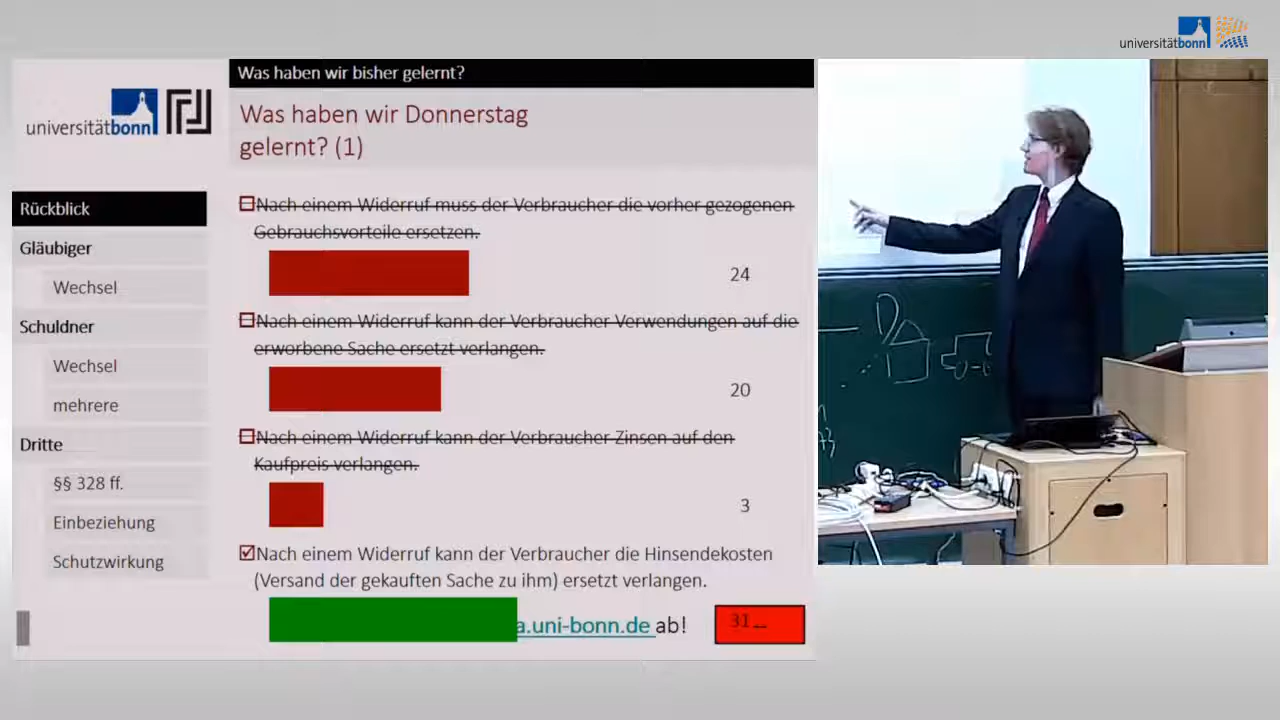 universitätbonn
Was haben wir bisher gelernt?
universitätbonn
Was haben wir Donnerstag
gelernt? (1)
Rückblick
Gläubiger
Wechsel
Schuldner
Wechsel
mehrere
Dritte
§§ 328 ff.
Einbeziehung
Schutzwirkung
Nach einem Widerruf muss der Verbraucher die vorher gezogenen
Gebrauchsvorteile ersetzen.
24
Nach einem Widerruf kann der Verbraucher Verwendungen auf die
erworbene Sache ersetzt verlangen.
20
Nach einem Widerruf kann der Verbraucher Zinsen auf den
Kaufpreis verlangen.
3
Nach einem Widerruf kann der Verbraucher die Hinsendekosten
(Versand der gekauften Sache zu ihm) ersetzt verlangen.
a.uni-bonn.de ab!
31
D